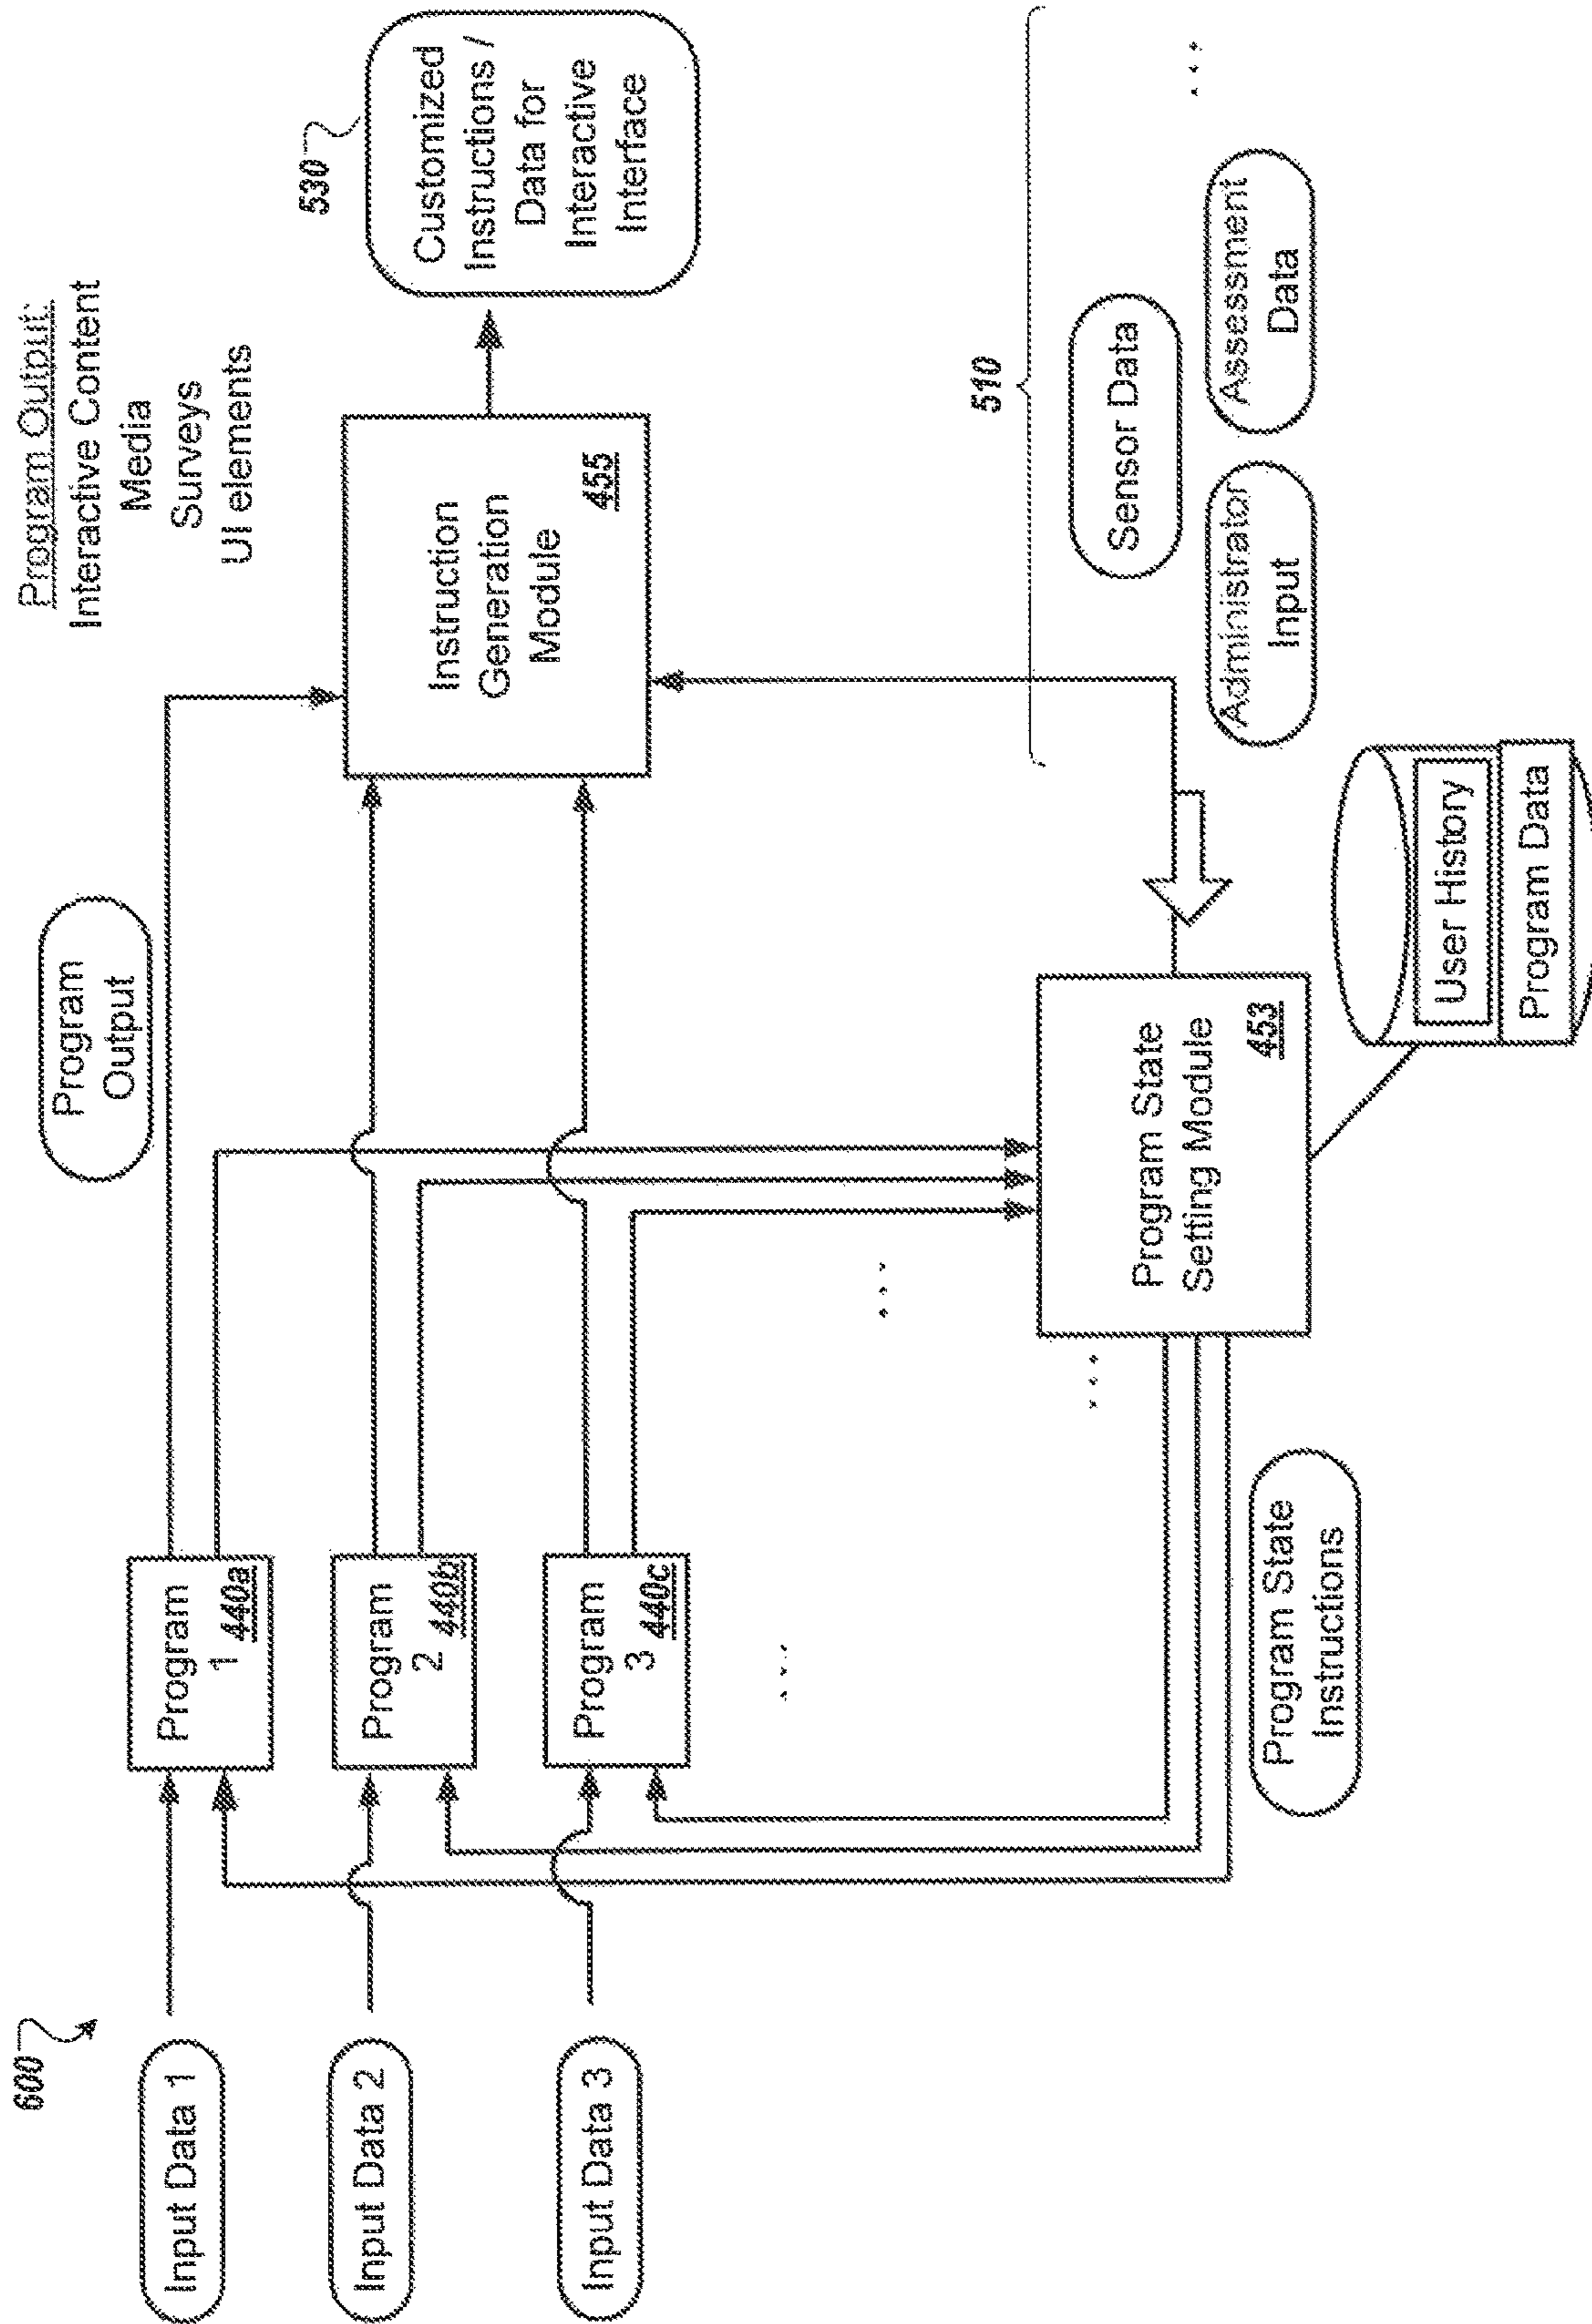 600
Input Data 1
Input Data 2
Input Data 3
Program
1
440a
Program
2
440b
Program
3
440c
. . .
Program
Output
Program Output:
Interactive Content
Media
Surveys
UI elements
Instruction
Generation
Module
455
530
Customized
Instructions /
Data for
Interactive
Interface
. . .
. . .
Program State
Instructions
Program State
Setting Module
453
510
Sensor Data
Administrator
Input
Assessment
Data
. . .
User History
Program Data